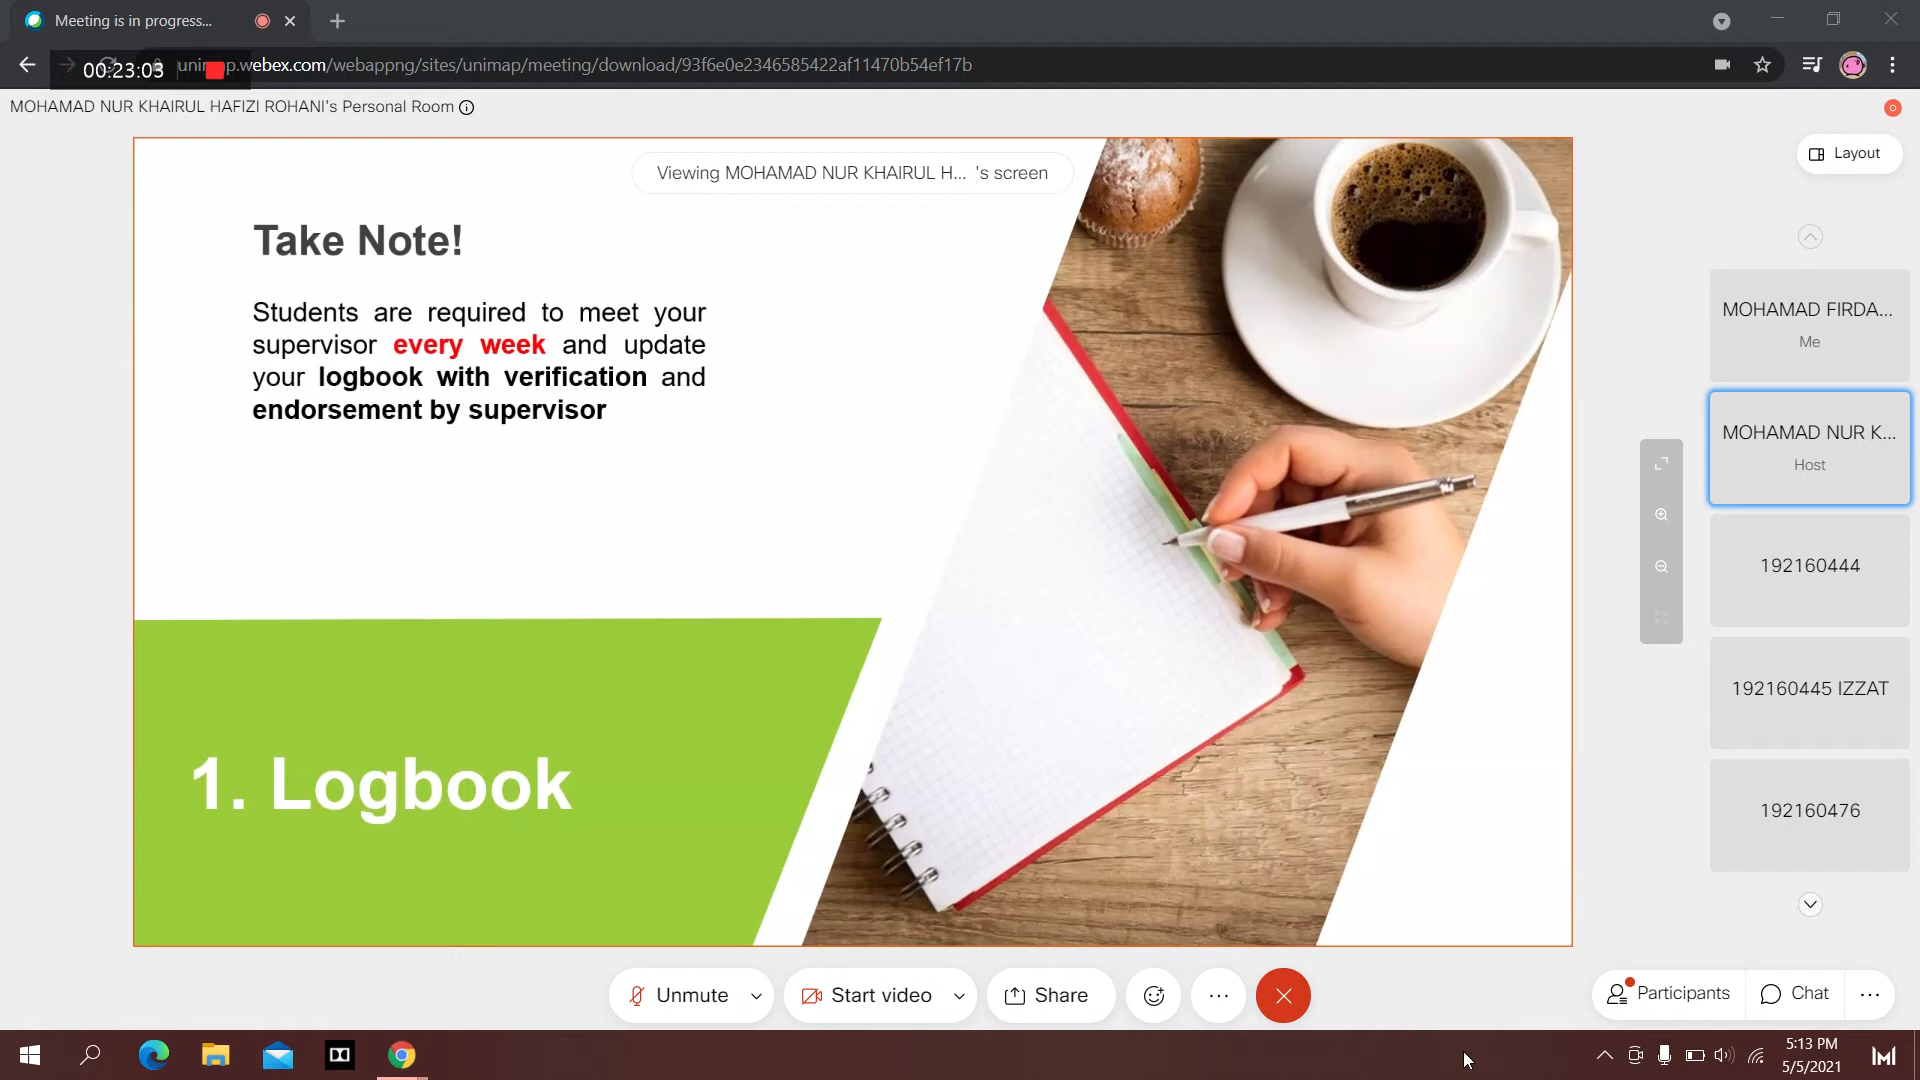 Meeting is in progress...
00:23:03
webex.com/webappng/sites/unimap/meeting/download/93f6e0e2346585422af11470b54ef17b
MOHAMAD NUR KHAIRUL HAFIZI ROHANI's Personal Room
Viewing MOHAMAD NUR KHAIRUL H... 's screen
Layout
Take Note!
Students are required to meet your
supervisor every week and update
your logbook with verification and
endorsement by supervisor
1. Logbook
MOHAMAD FIRDA...
Me
MOHAMAD NUR K...
Host
192160444
192160445 IZZAT
192160476
Unmute
Start video
Share
Participants
Chat
5:13 PM
5/5/2021